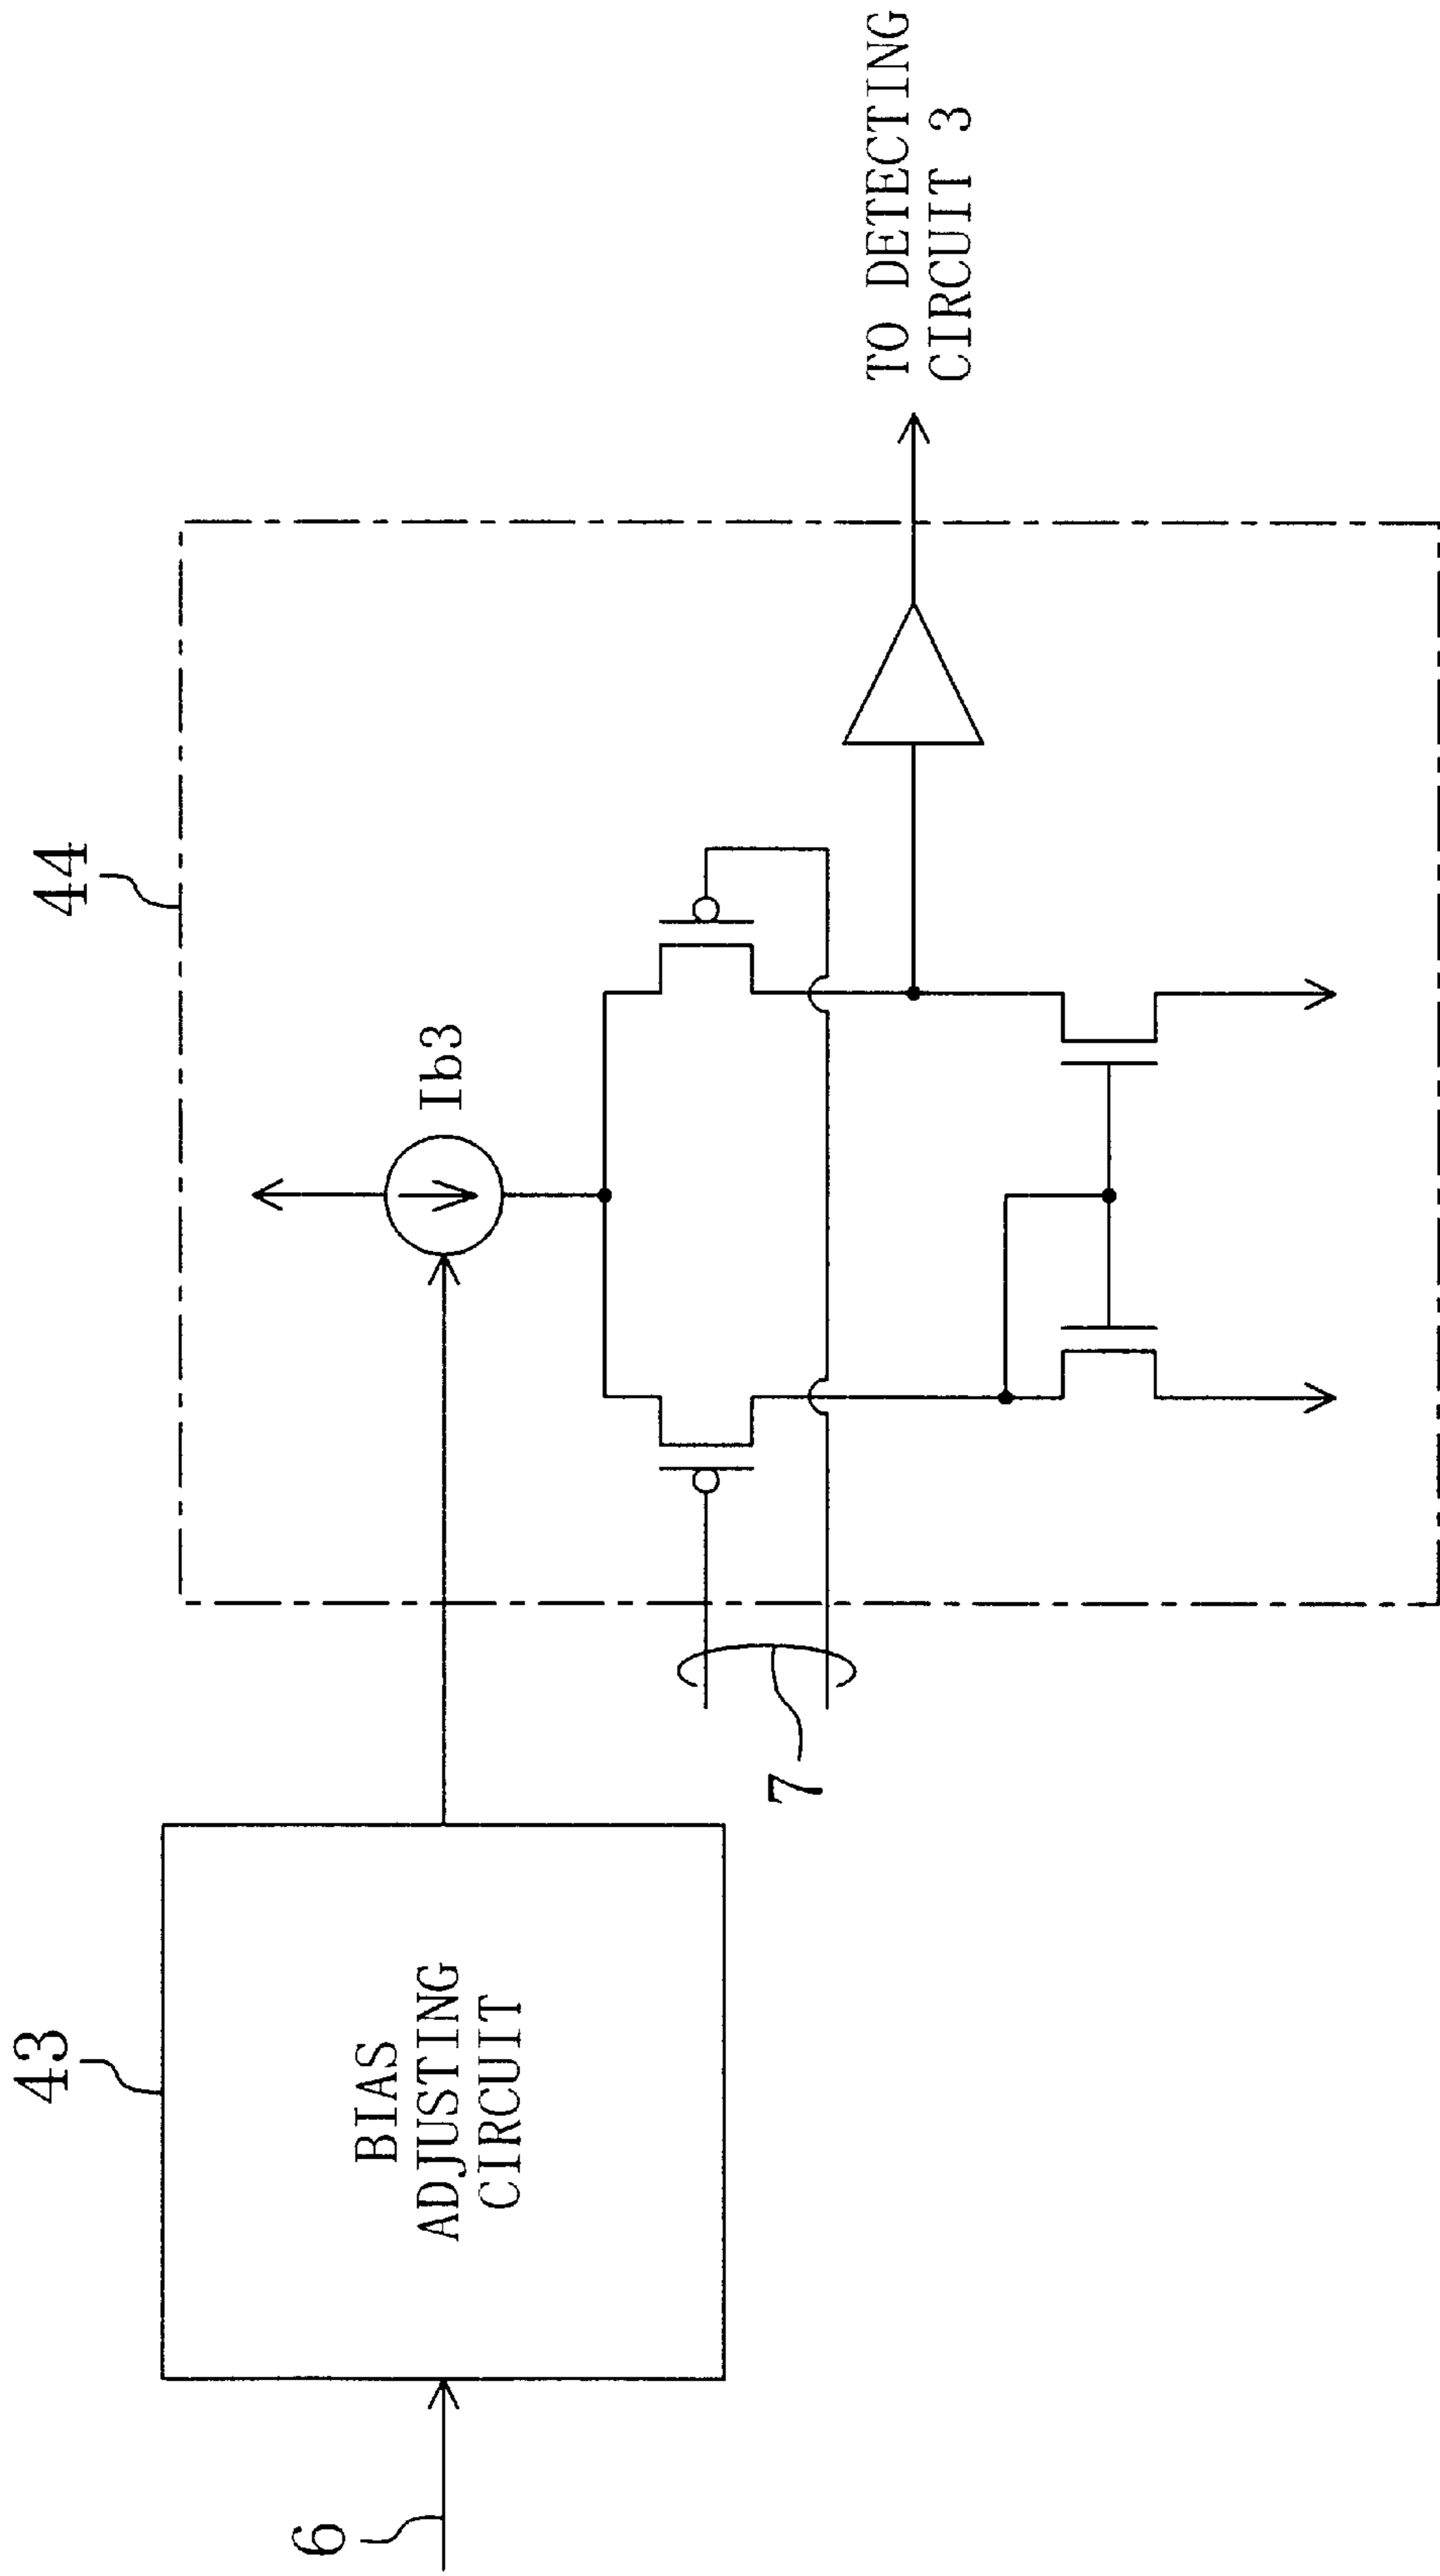 6
43
BIAS
ADJUSTING
CIRCUIT
7
44
Ib3
TO DETECTING
CIRCUIT 3